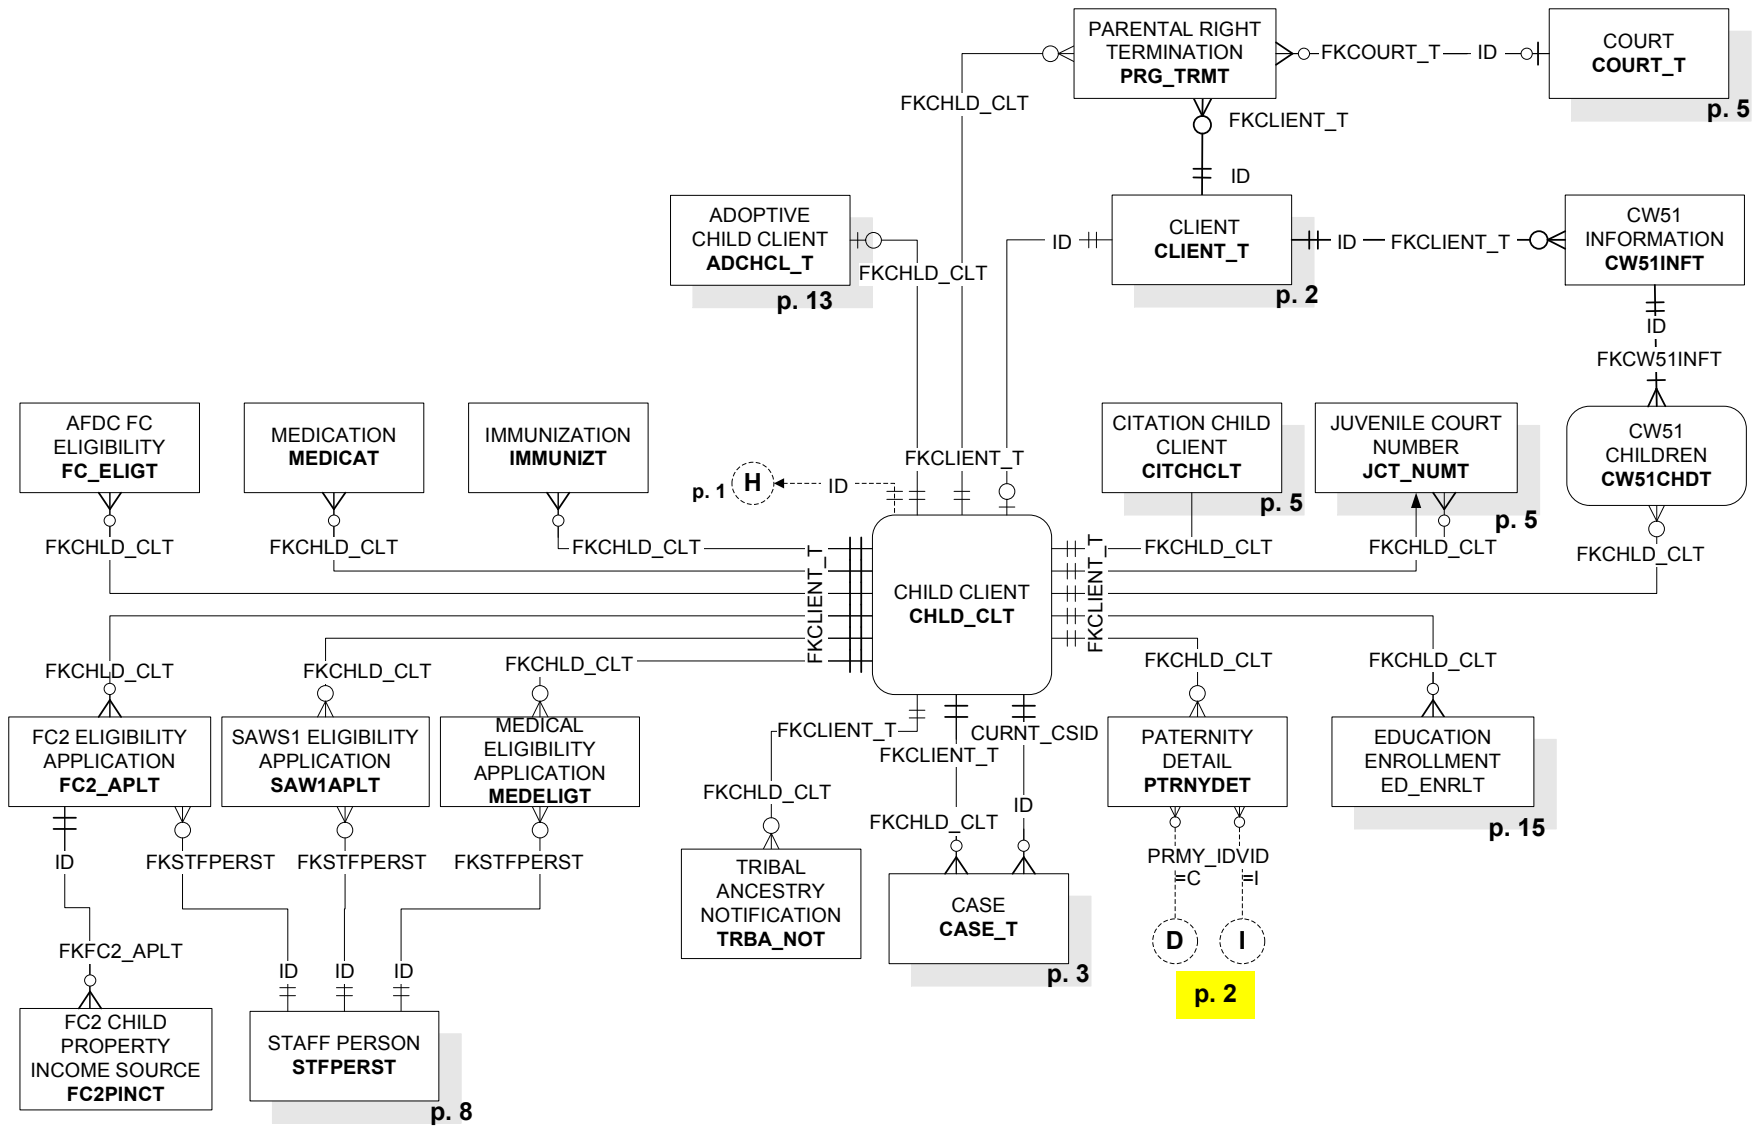 PARENTAL RIGHT
TERMINATION
PRG_TRMT
FKCOURT_T
ID
COURT
COURT_T
p. 5
FKCHLD_CLT
FKCLIENT_T
ID
ADOPTIVE
CHILD CLIENT
ADCHCL_T
p. 13
FKCHLD_CLT
ID
CLIENT
CLIENT_T
p. 2
ID
FKCLIENT_T
CW51
INFORMATION
CW51INFT
ID
FKCW51INFT
AFDC FC
ELIGIBILITY
FC_ELIGT
MEDICATION
MEDICAT
IMMUNIZATION
IMMUNIZT
FKCLIENT_T
p. 1
H
ID
CITATION CHILD
CLIENT
CITCHCLT
p. 5
JUVENILE COURT
NUMBER
JCT_NUMT
p. 5
CW51
CHILDREN
CW51CHDT
FKCHLD_CLT
FKCHLD_CLT
FKCHLD_CLT
FKCHLD_CLT
FKCHLD_CLT
FKCHLD_CLT
FKCLIENT_T
CHILD CLIENT
CHLD_CLT
FKCLIENT_T
FKCHLD_CLT
FKCHLD_CLT
FKCHLD_CLT
FKCHLD_CLT
FKCHLD_CLT
FC2 ELIGIBILITY
APPLICATION
FC2_APLT
SAWS1 ELIGIBILITY
APPLICATION
SAW1APLT
MEDICAL
ELIGIBILITY
APPLICATION
MEDELIGT
FKCLIENT_T
FKCLIENT_T
CURNT_CSID
PATERNITY
DETAIL
PTRNYDET
EDUCATION
ENROLLMENT
ED_ENRLT
p. 15
FKCHLD_CLT
FKCHLD_CLT
ID
ID
FKSTFPERST
FKSTFPERST
FKSTFPERST
PRMY_IDVID
=C
=I
TRIBAL
ANCESTRY
NOTIFICATION
TRBA_NOT
CASE
CASE_T
p. 3
D
I
p. 2
FKFC2_APLT
ID
ID
ID
FC2 CHILD
PROPERTY
INCOME SOURCE
FC2PINCT
STAFF PERSON
STFPERST
p. 8